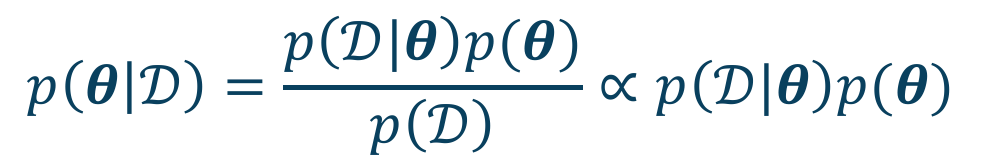 p(𝜽|𝒟) = p(𝒟|𝜽)p(𝜽) / p(𝒟) ∝ p(𝒟|𝜽)p(𝜽)